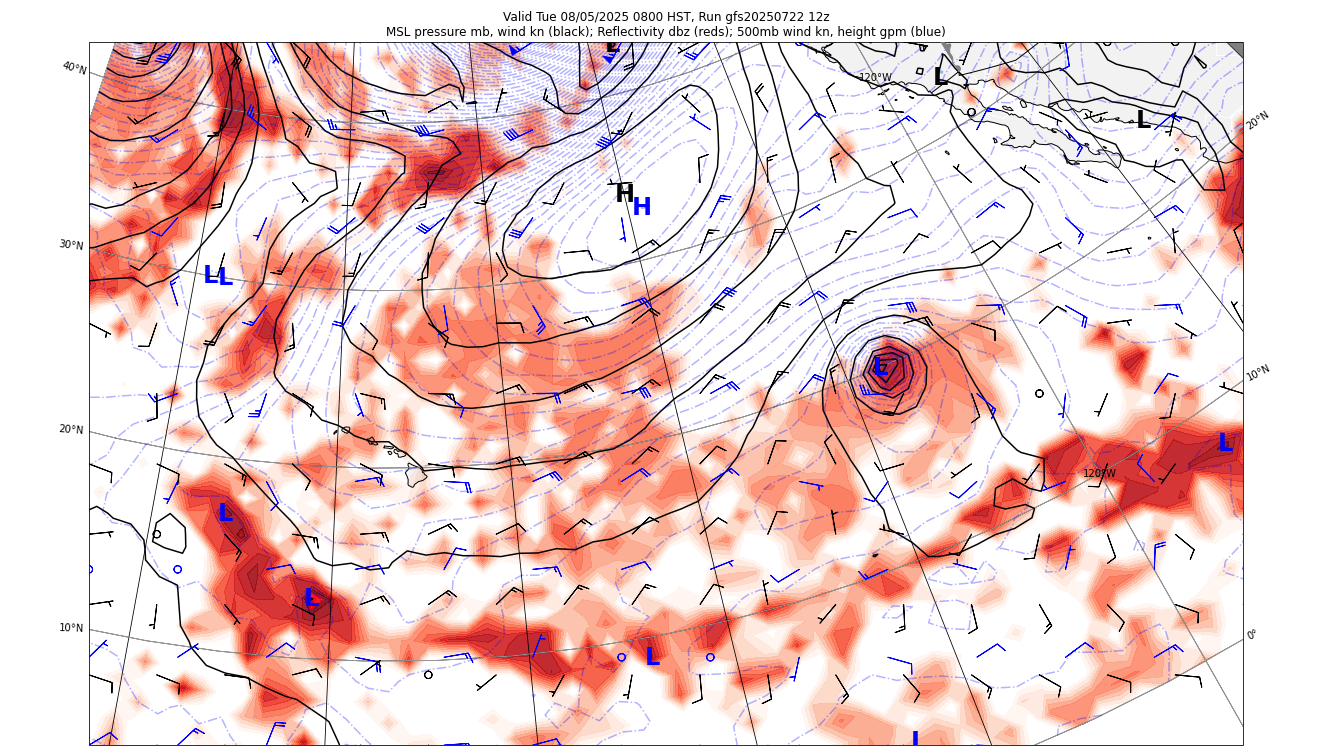 Valid Tue 08/05/2025 0800 HST, Run gfs20250722 12z
MSL pressure mb, wind kn (black); Reflectivity dbz (reds); 500mb wind kn, height gpm (blue)
L
40°N
120°W
L
L
20°N
H
H
30°N
L
L
L
10°N
20°N
L
120°W
L
L
10°N
0°
L
L